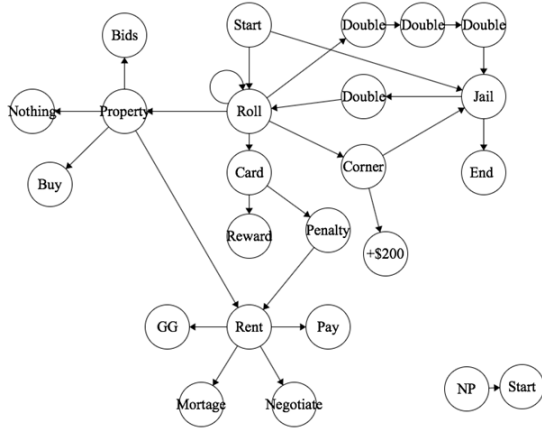 Bids
Start
Double
Double
Double
Nothing
Property
Roll
Double
Jail
Buy
Card
Corner
End
Reward
Penalty
+$200
GG
Rent
Pay
Mortage
Negotiate
NP
Start